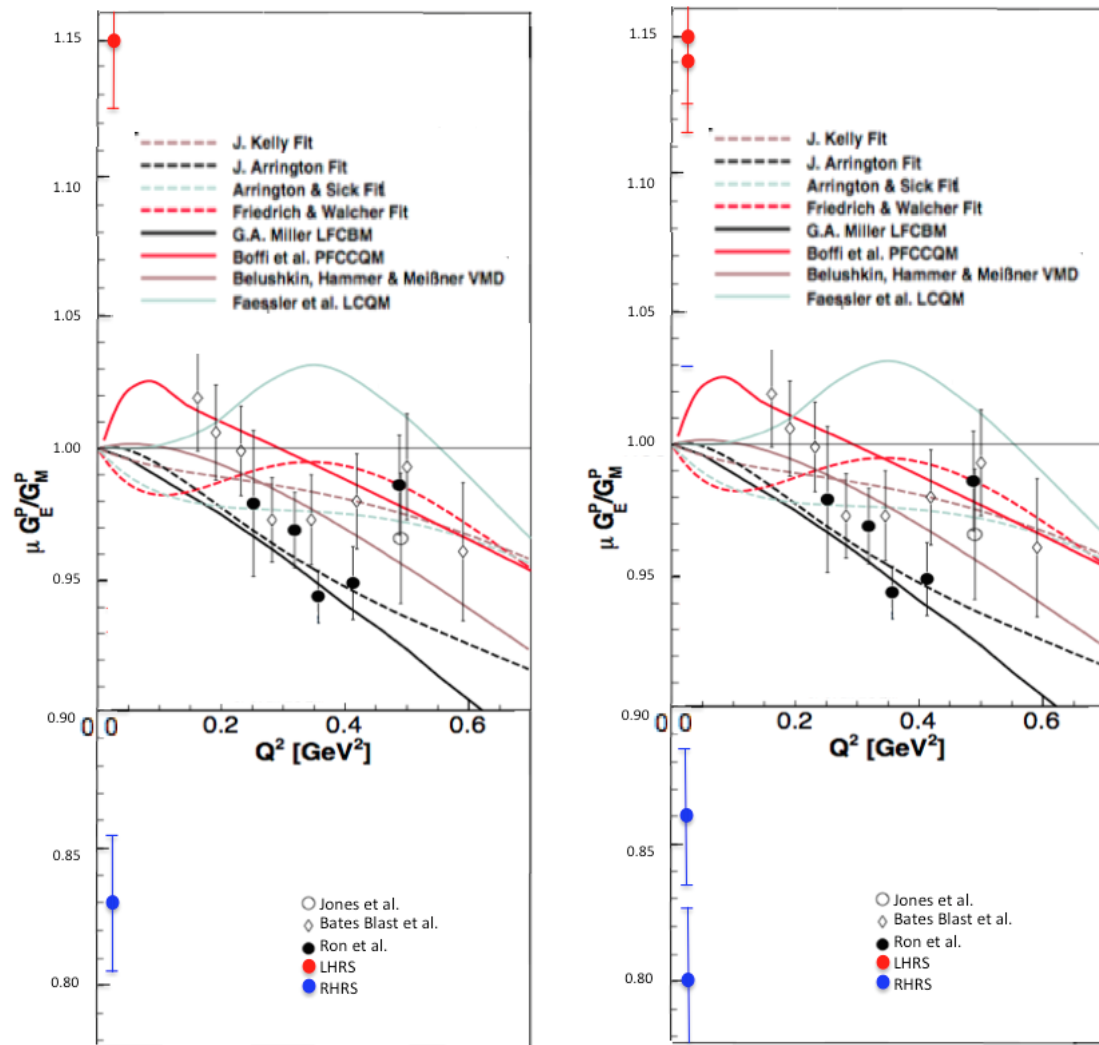 1.15
J. Kelly Fit
J. Arrington Fit
Arrington & Sick Fit
Friedrich & Walcher Fit
G.A. Miller LFCBM
Boffi et al. PFCCQM
Belushkin, Hammer & Meißner VMD
Faessler et al. LCQM
1.10
1.05
1.00
0.95
0.90
μ G_E^P/G_M^P
0.0 0.2 0.4 0.6
Q² [GeV²]
0.85
0.80
Jones et al.
Bates Blast et al.
Ron et al.
LHRS
RHRS
1.15
J. Kelly Fit
J. Arrington Fit
Arrington & Sick Fit
Friedrich & Walcher Fit
G.A. Miller LFCBM
Boffi et al. PFCCQM
Belushkin, Hammer & Meißner VMD
Faessler et al. LCQM
1.10
1.05
1.00
0.95
0.90
μ G_E^P/G_M^P
0.0 0.2 0.4 0.6
Q² [GeV²]
0.85
0.80
Jones et al.
Bates Blast et al.
Ron et al.
LHRS
RHRS